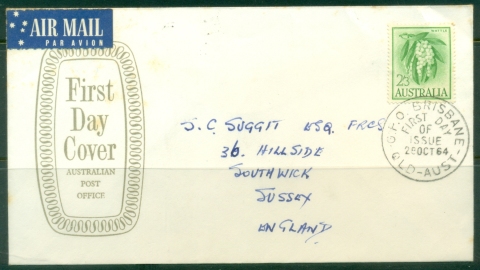 AIR MAIL
PAR AVION
First
Day
Cover
AUSTRALIAN
POST
OFFICE
WATTLE
2/3
AUSTRALIA
G.P.O. BRISBANE
FIRST DAY
OF
ISSUE
28 OCT 64
QLD-AUST-
S. C. SUGGIT ESQ. FRCS
36. HILLSIDE
SOUTHWICK
SUSSEX
ENGLAND